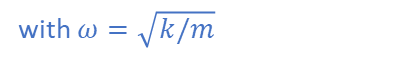 with ω = √k/m